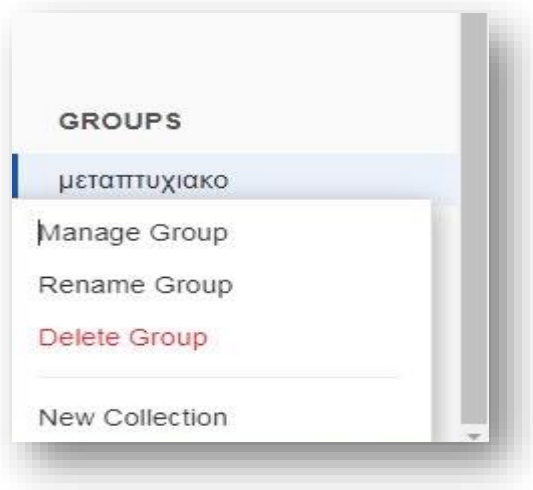 GROUPS
μεταπτυχιακο
Manage Group
Rename Group
Delete Group
New Collection